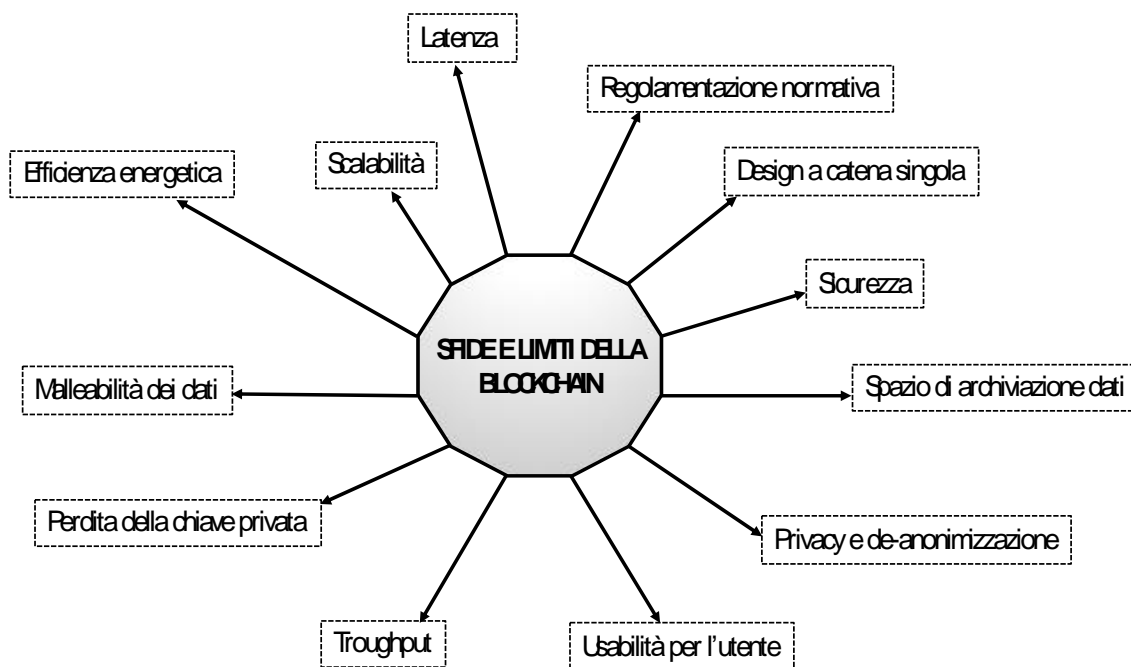 Latenza
Regolamentazione normativa
Efficienza energetica
Scalabilità
Design a catena singola
Sicurezza
SFIDE E LIMITI DELLA
BLOCKCHAIN
Malleabilità dei dati
Spazio di archiviazione dati
Perdita della chiave privata
Privacy e de-anonimizzazione
Troughput
Usabilità per l'utente